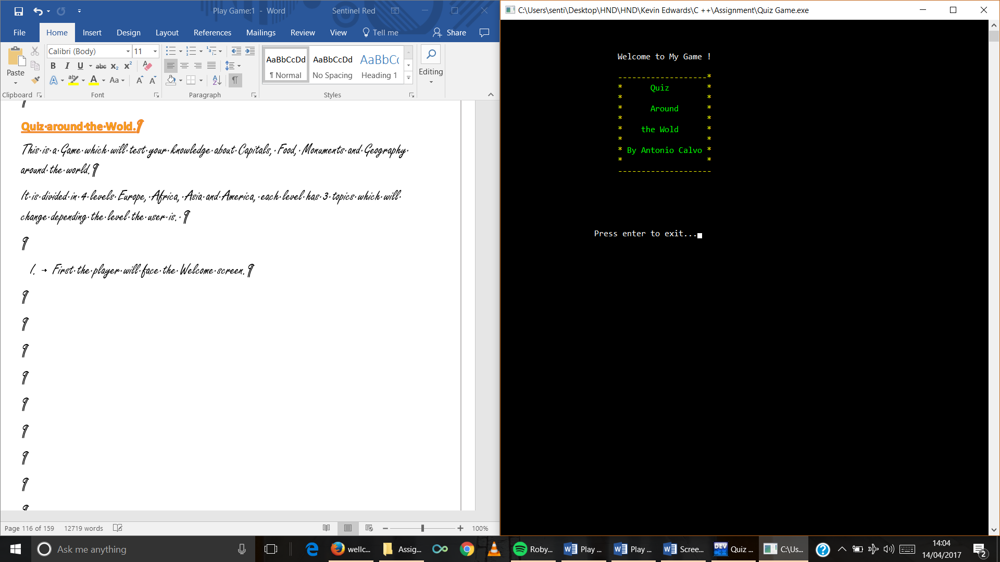 Play Game:1 - Word
Sentinel Red
File
Home
Insert
Design
Layout
References
Mailings
Review
View
Tell me
Share
Paste
Clipboard
Calibri (Body)
11
B I U abc x₂ x²
A ab A Aa A A
Font
Paragraph
AaBbCcDd
¶ Normal
AaBbCcDd
No Spacing
AaBbCc
Heading 1
Styles
Editing
¶
Quiz·around·the·Wold.¶
This·is·a·Game·which·will·test·your·knowledge·about·Capitals,·Food,·Monuments·and·Geography·
around·the·world.¶
It·is·divided·in·4·levels·Europe,·Africa,·Asia·and·America,·each·level·has·3·topics·which·will·
change·depending·the·level·the·user·is.·¶
¶
1.→First·the·player·will·face·the·Welcome·screen.¶
¶
¶
¶
¶
¶
¶
¶
¶
¶
Page 116 of 159
12719 words
100%
C:\Users\senti\Desktop\HND\HND\Kevin Edwards\C ++\Assignment\Quiz Game.exe
Welcome to My Game !
-------------------*
* Quiz *
* *
* Around *
* *
* the Wold *
* *
* By Antonio Calvo *
* *
--------------------
Press enter to exit...
Ask me anything
wellc...
Assig...
Roby...
Play ...
Play ...
Scree...
DEV
Quiz ...
C:\Us...
14:04
14/04/2017
2